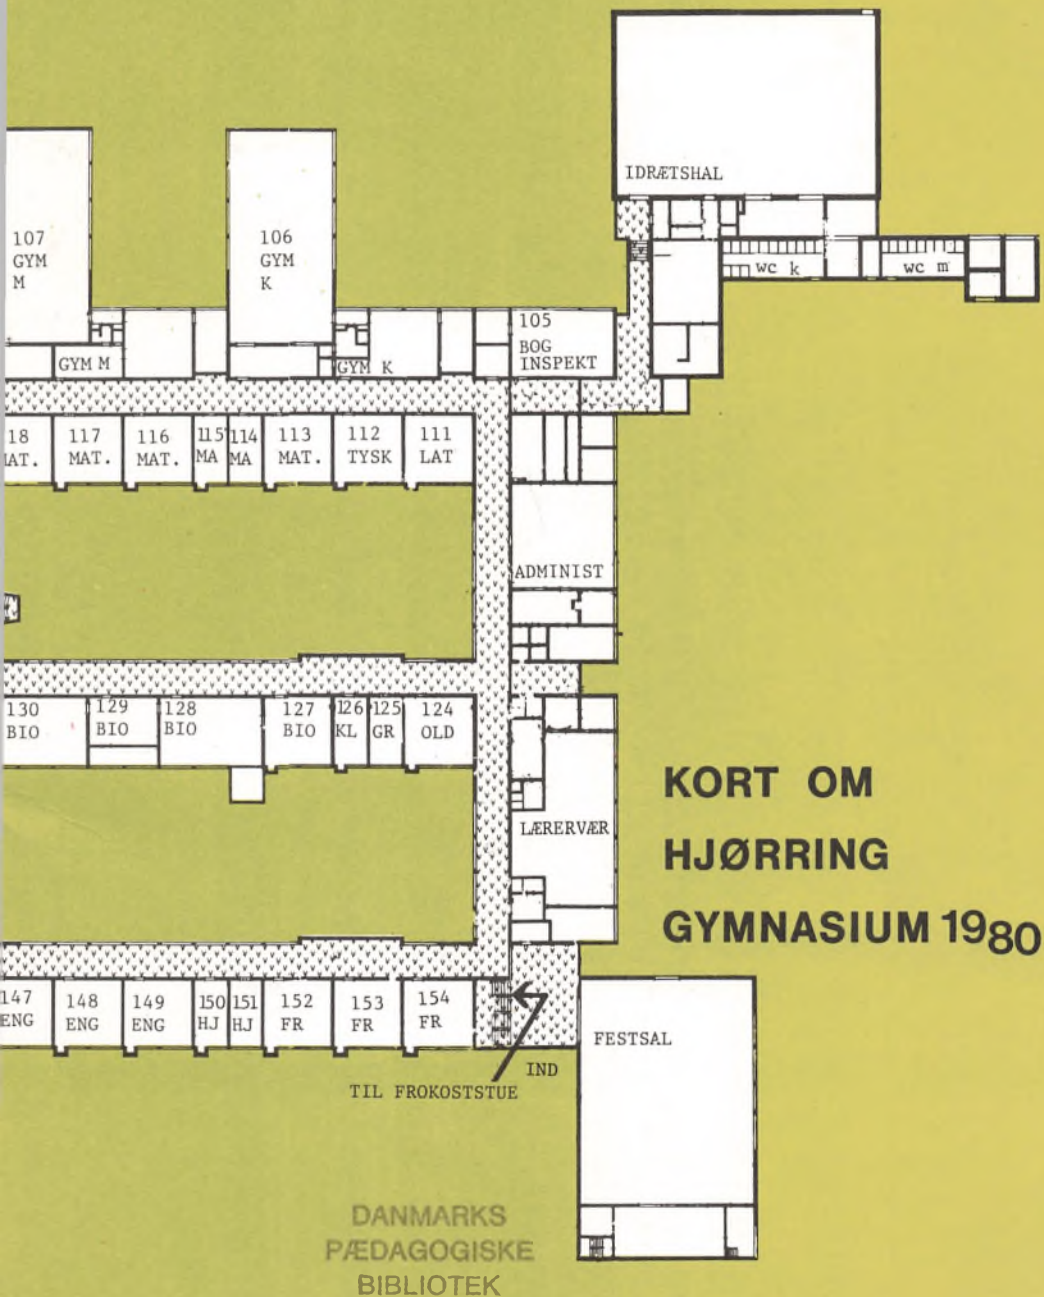 IDRÆTSHAL
wc k
wc m
107
GYM
M
106
GYM
K
GYM M
GYM K
105
BOG
INSPEKT
18
AT.
117
MAT.
116
MAT.
115
MA
114
MA
113
MAT.
112
TYSK
111
LAT
ADMINIST
130
BIO
129
BIO
128
BIO
127
BIO
126
KL
125
GR
124
OLD
LÆRERVÆR
KORT OM
HJØRRING
GYMNASIUM 1980
147
ENG
148
ENG
149
ENG
150
HJ
151
HJ
152
FR
153
FR
154
FR
FESTSAL
IND
TIL FROKOSTSTUE
DANMARKS
PÆDAGOGISKE
BIBLIOTEK